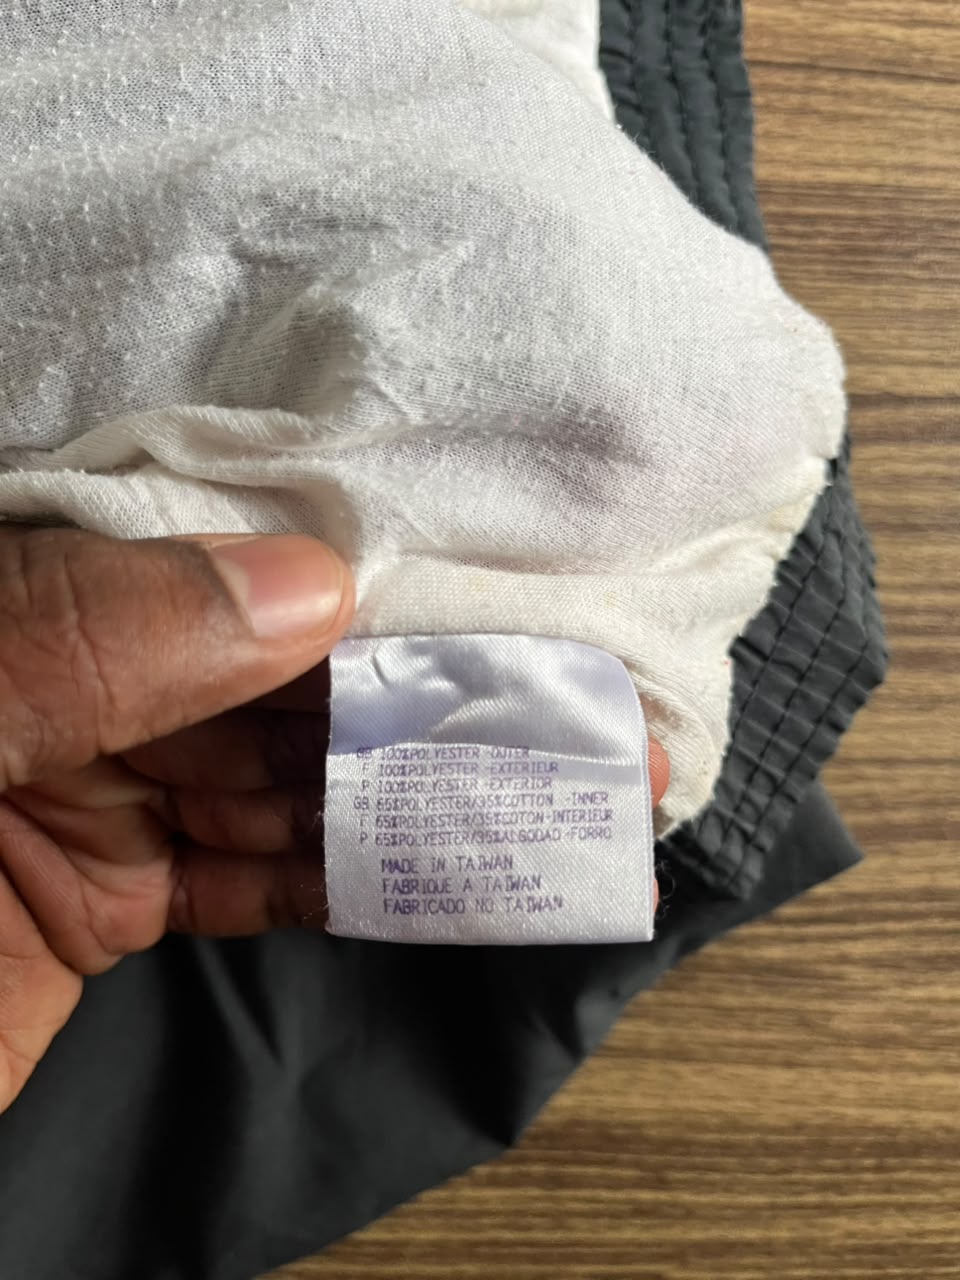 GB 100%POLYESTER -OUTER
F 100%POLYESTER -EXTERIEUR
P 100%POLYESTER -EXTERIOR
GB 65%POLYESTER/35%COTTON -INNER
F 65%POLYESTER/35%COTON-INTERIEUR
P 65%POLYESTER/35%ALGODAO-FORRO
MADE IN TAIWAN
FABRIQUE A TAIWAN
FABRICADO NO TAIWAN